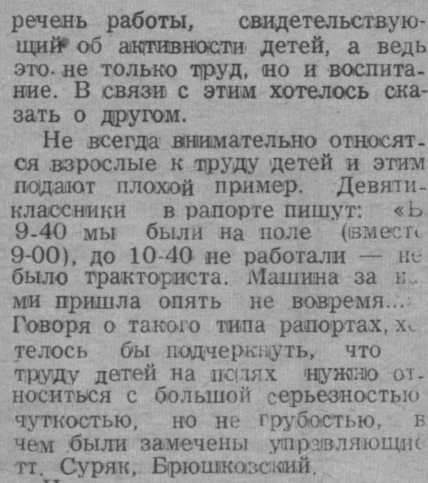 речень работы, свидетельствую-
щий об активности детей, а ведь
это не только труд, но и воспита-
ние. В связи с этим хотелось ска-
зать о другом.
Не всегда внимательно относят-
ся взрослые к труду детей и этим
подают плохой пример. Девяти-
классники в рапорте пишут: «В
9-40 мы были на поле (вместо
9-00), до 10-40 не работали — не
было тракториста. Машина за на-
ми пришла опять не вовремя...»
Говоря о такого типа рапортах, хо-
телось бы подчеркнуть, что к
труду детей на полях нужно от-
носиться с большой серьезностью
чуткостью, но не грубостью, в
чем были замечены управляющие
тт. Суряк, Брюшковский.